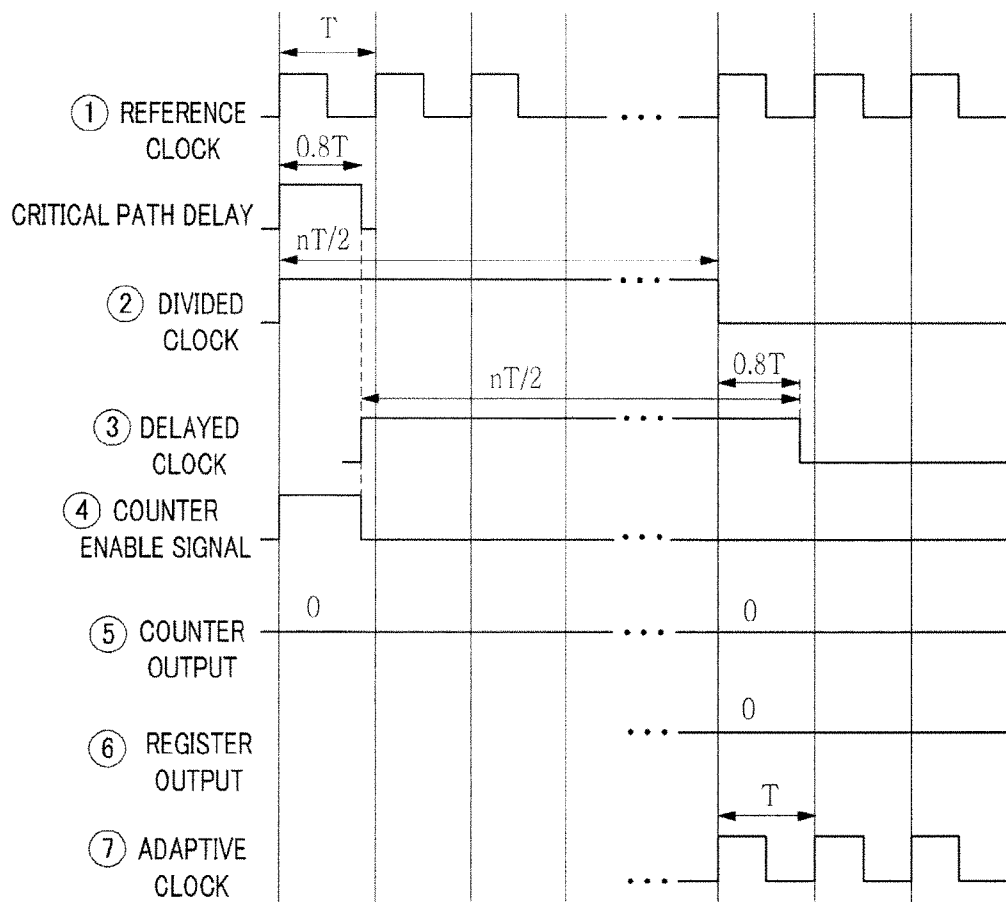 T
① REFERENCE
CLOCK
0.8T
CRITICAL PATH DELAY
nT/2
② DIVIDED
CLOCK
0.8T
nT/2
③ DELAYED
CLOCK
④ COUNTER
ENABLE SIGNAL
0 0
⑤ COUNTER
OUTPUT
0
⑥ REGISTER
OUTPUT
T
⑦ ADAPTIVE
CLOCK